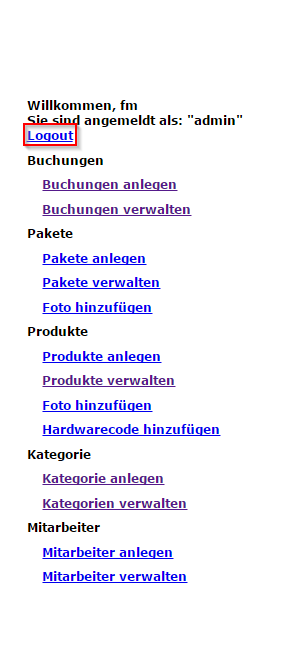 Willkommen, fm
Sie sind angemeldt als: "admin"
Logout
Buchungen
Buchungen anlegen
Buchungen verwalten
Pakete
Pakete anlegen
Pakete verwalten
Foto hinzufügen
Produkte
Produkte anlegen
Produkte verwalten
Foto hinzufügen
Hardwarecode hinzufügen
Kategorie
Kategorie anlegen
Kategorien verwalten
Mitarbeiter
Mitarbeiter anlegen
Mitarbeiter verwalten